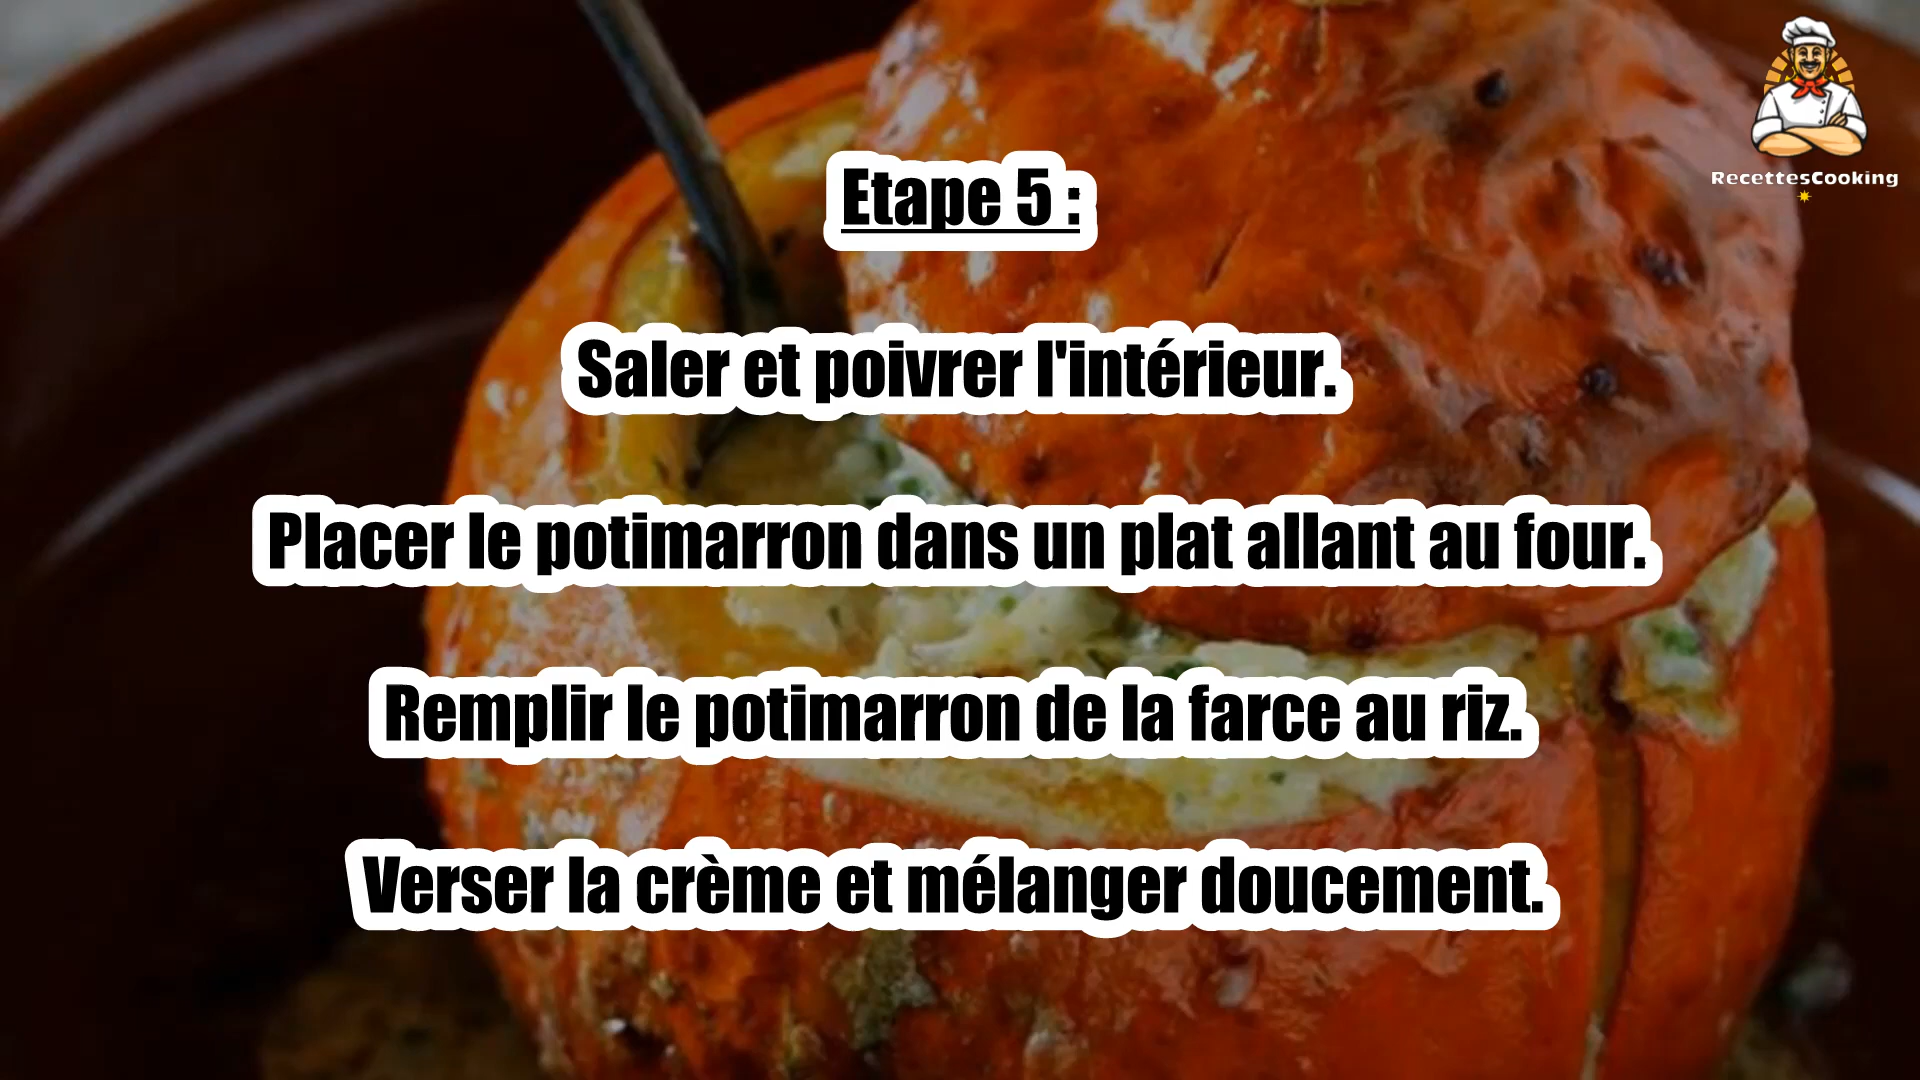 RecettesCooking
Etape 5 :
Saler et poivrer l'intérieur.
Placer le potimarron dans un plat allant au four.
Remplir le potimarron de la farce au riz.
Verser la crème et mélanger doucement.